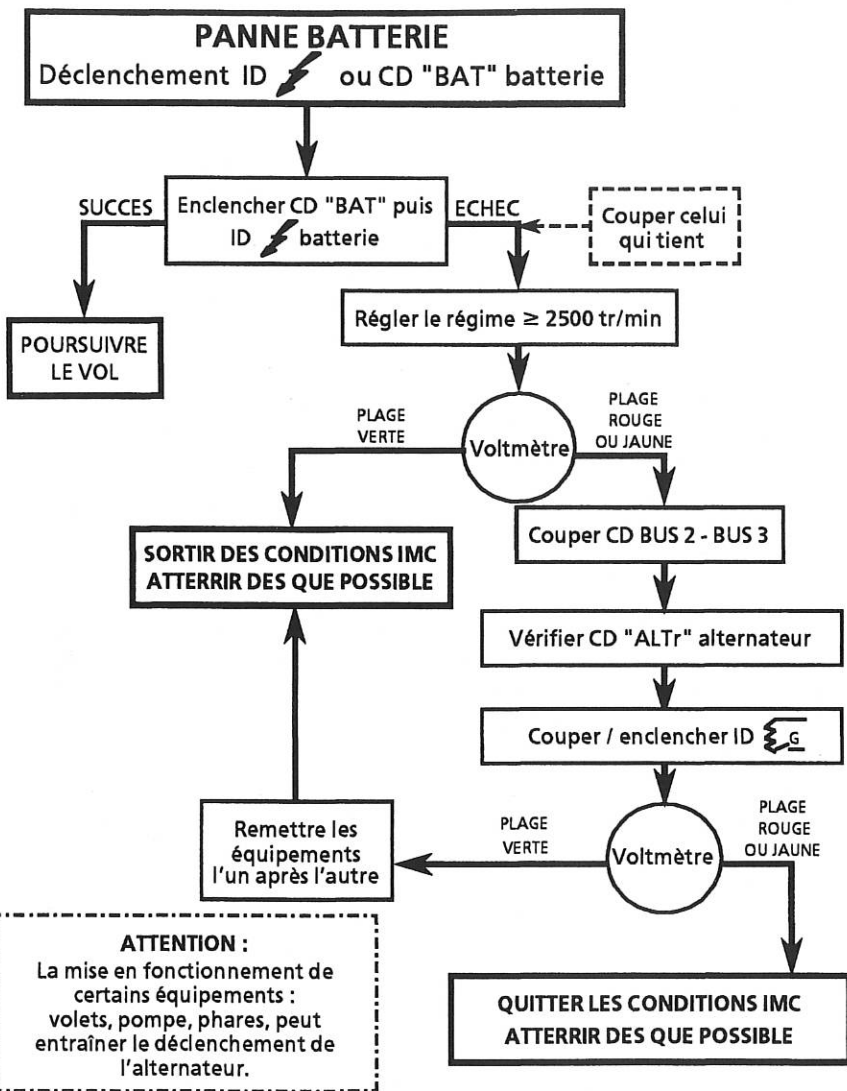 PANNE BATTERIE
Déclenchement ID ou CD "BAT" batterie
SUCCES
Enclencher CD "BAT" puis
ID batterie
ECHEC
Couper celui
qui tient
POURSUIVRE
LE VOL
Régler le régime ≥ 2500 tr/min
PLAGE
VERTE
Voltmètre
PLAGE
ROUGE
OU JAUNE
SORTIR DES CONDITIONS IMC
ATTERRIR DES QUE POSSIBLE
Couper CD BUS 2 - BUS 3
Vérifier CD "ALTr" alternateur
Couper / enclencher ID G
Remettre les
équipements
l'un après l'autre
PLAGE
VERTE
Voltmètre
PLAGE
ROUGE
OU JAUNE
ATTENTION :
La mise en fonctionnement de
certains équipements :
volets, pompe, phares, peut
entraîner le déclenchement de
l'alternateur.
QUITTER LES CONDITIONS IMC
ATTERRIR DES QUE POSSIBLE